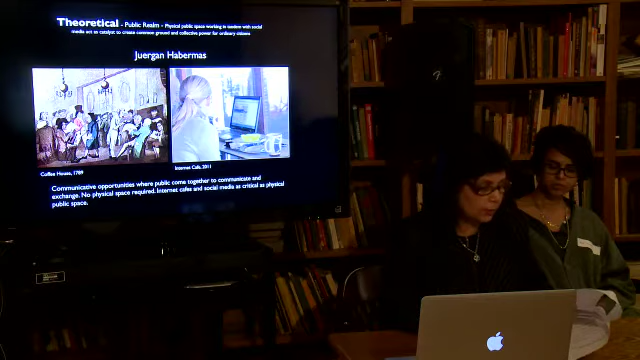 Theoretical - Public Realm - Physical public space working in tandem with social
media act as catalyst to create common ground and collective power for ordinary citizens
Juergan Habermas
Coffee House, 1789
Internet Cafe, 2011
Communicative opportunities where public come together to communicate and
exchange. No physical space required. Internet cafes and social media as critical as physical
public space.